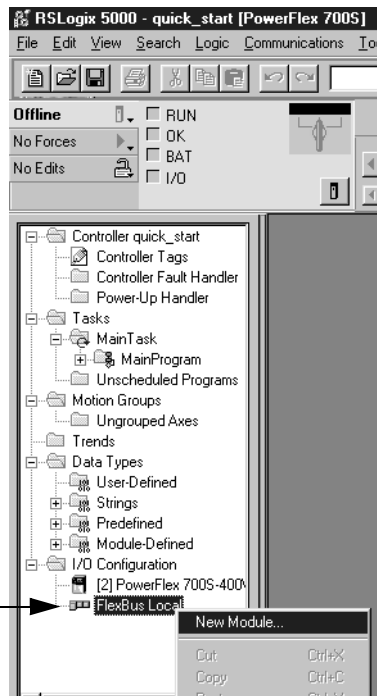 RSLogix 5000 - quick_start [PowerFlex 700S]
File Edit View Search Logic Communications
Offline
RUN
No Forces
OK
No Edits
BAT
I/O
Controller quick_start
Controller Tags
Controller Fault Handler
Power-Up Handler
Tasks
MainTask
MainProgram
Unscheduled Programs
Motion Groups
Ungrouped Axes
Trends
Data Types
User-Defined
Strings
Predefined
Module-Defined
I/O Configuration
[2] PowerFlex 700S-400
FlexBus Local
New Module...
Cut Ctrl+X
Copy Ctrl+C